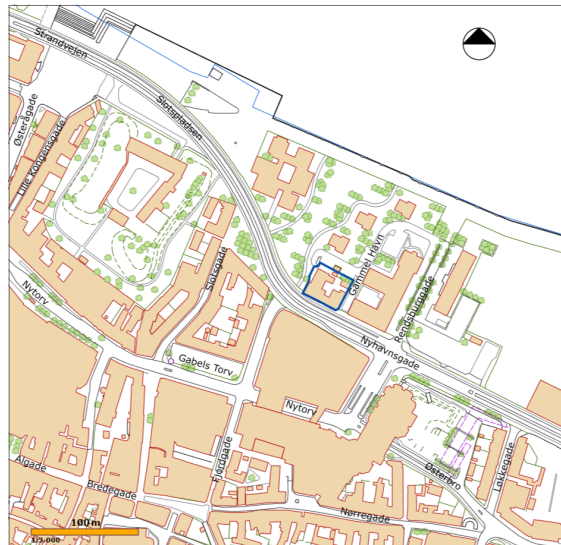 Strandvejen
Slotspladsen
Østerågade
Lille Kongensgade
Gammel Havn
Slotsgade
Rendsburggade
Nytorv
Nyhavnsgade
Gabels Torv
Nytorv
Fjordgade
Algade
Bredegade
Østerbro
Løkkegade
Nørregade
100 m
1:2.000